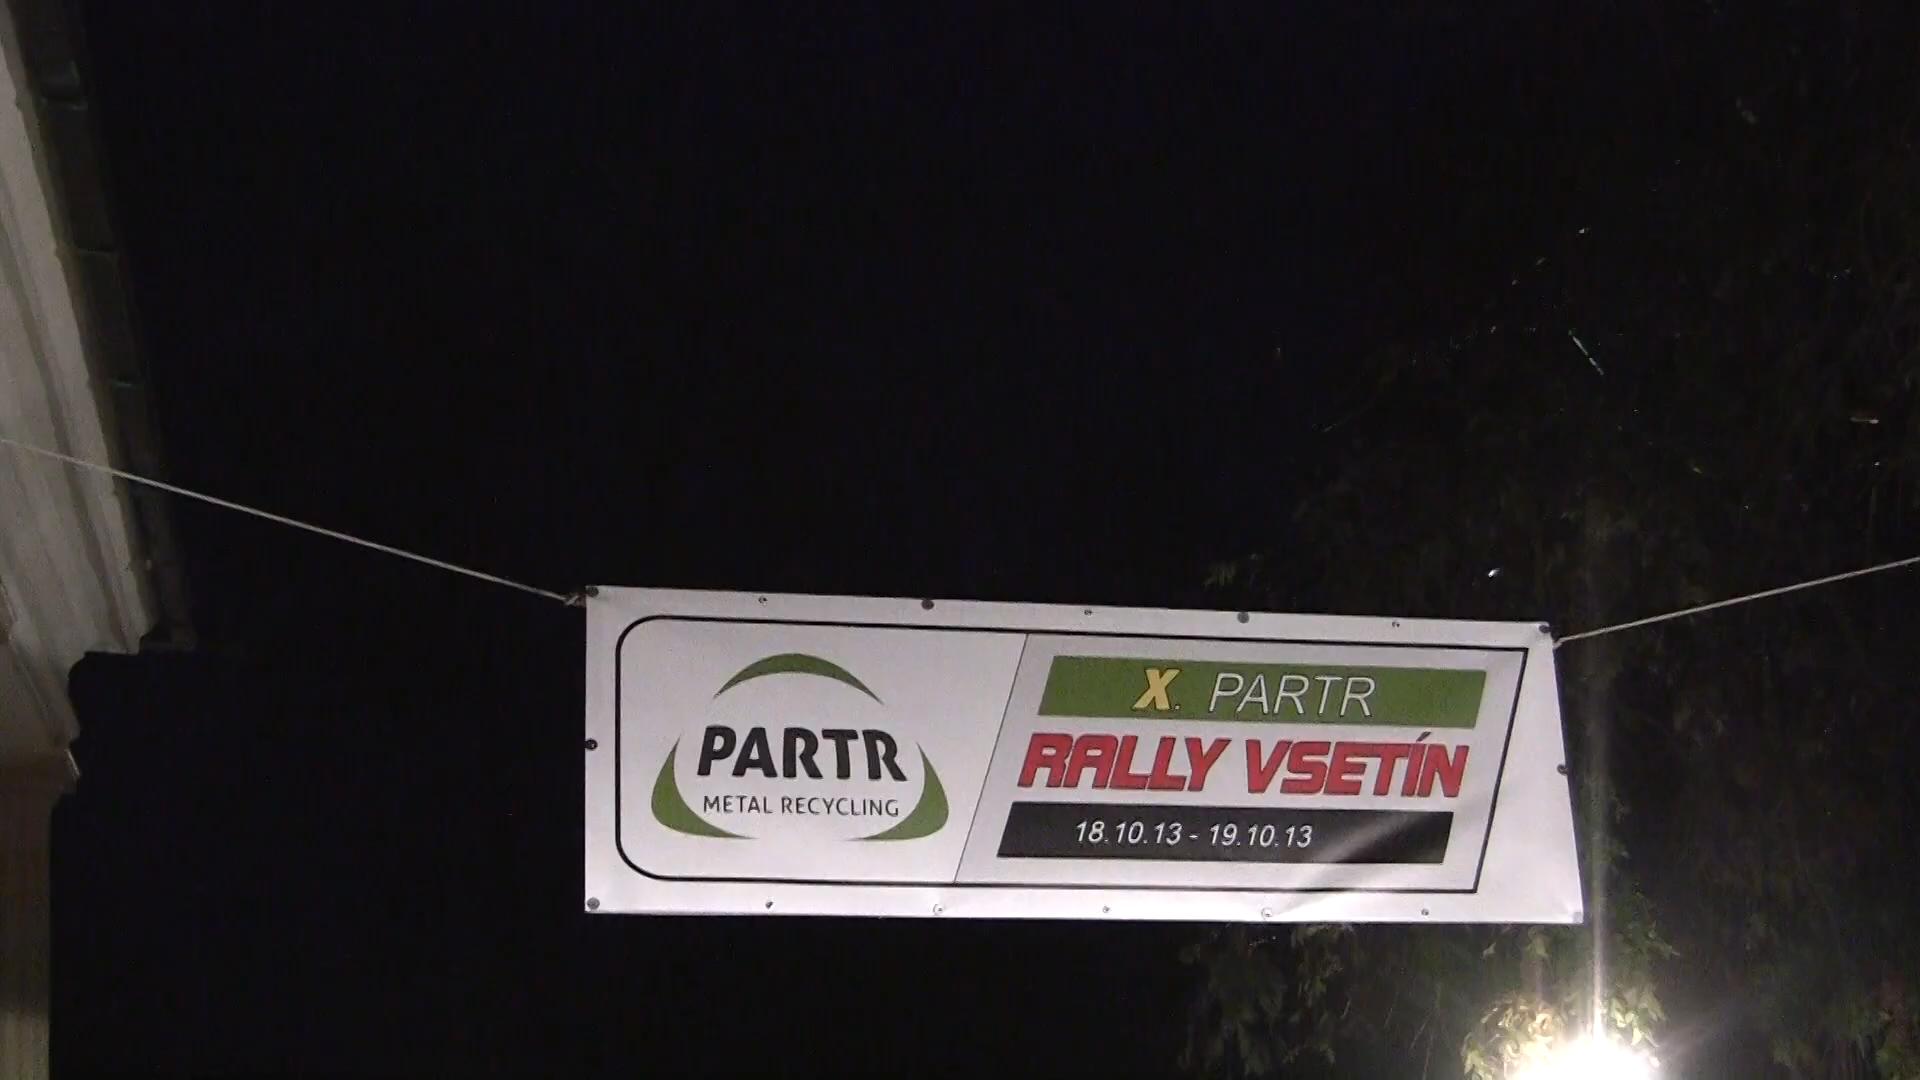 PARTR
METAL RECYCLING
X. PARTR
RALLY VSETÍN
18.10.13 - 19.10.13